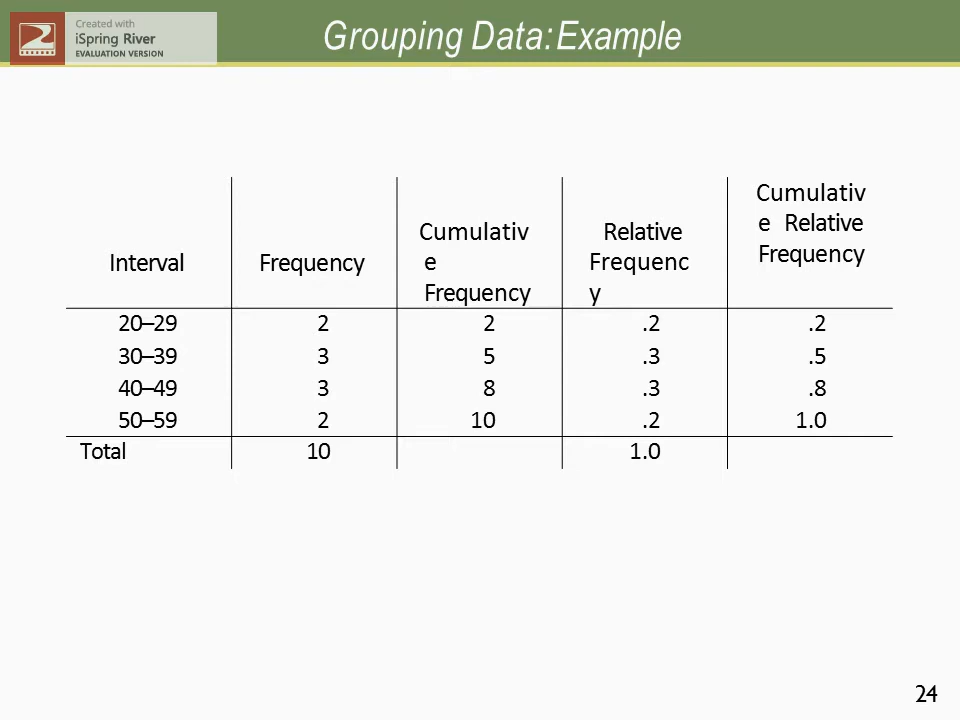 Created with
iSpring River
EVALUATION VERSION
Grouping Data: Example
Interval
Frequency
Cumulativ
e
Frequency
Relative
Frequenc
y
Cumulativ
e Relative
Frequency
20–29 2 2 .2 .2
30–39 3 5 .3 .5
40–49 3 8 .3 .8
50–59 2 10 .2 1.0
Total 10 1.0
24